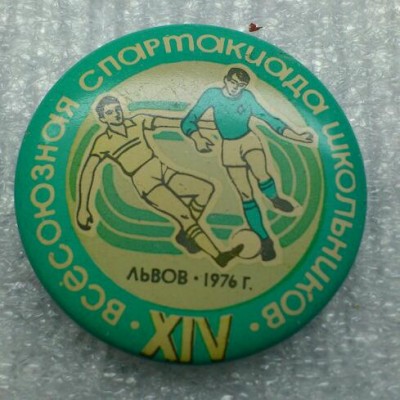 ВСЕСОЮЗНАЯ СПАРТАКИАДА ШКОЛЬНИКОВ
ЛЬВОВ · 1976 Г.
XIV